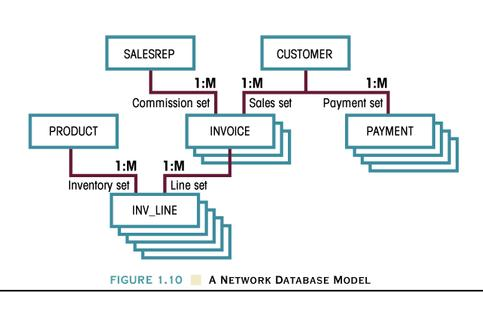 SALESREP
CUSTOMER
1:M
1:M
1:M
Commission set
Sales set
Payment set
PRODUCT
INVOICE
PAYMENT
1:M
1:M
Inventory set
Line set
INV_LINE
FIGURE 1.10 A NETWORK DATABASE MODEL